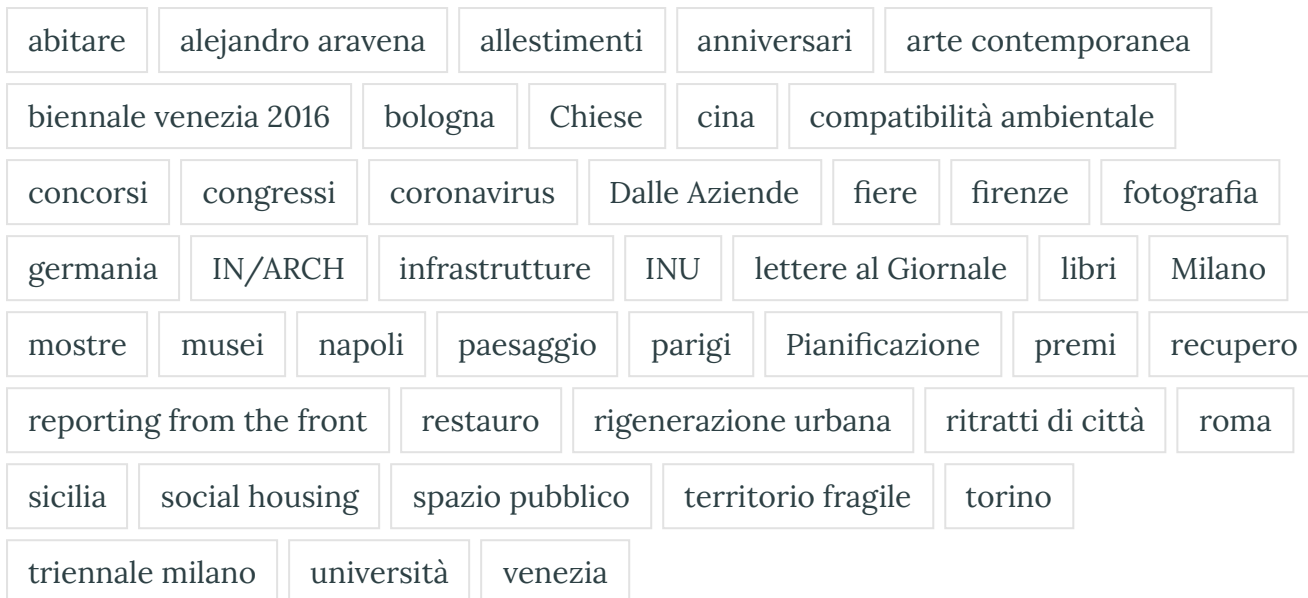 abitare alejandro aravena allestimenti anniversari arte contemporanea
biennale venezia 2016 bologna Chiese cina compatibilità ambientale
concorsi congressi coronavirus Dalle Aziende fiere firenze fotografia
germania IN/ARCH infrastrutture INU lettere al Giornale libri Milano
mostre musei napoli paesaggio parigi Pianificazione premi recupero
reporting from the front restauro rigenerazione urbana ritratti di città roma
sicilia social housing spazio pubblico territorio fragile torino
triennale milano università venezia